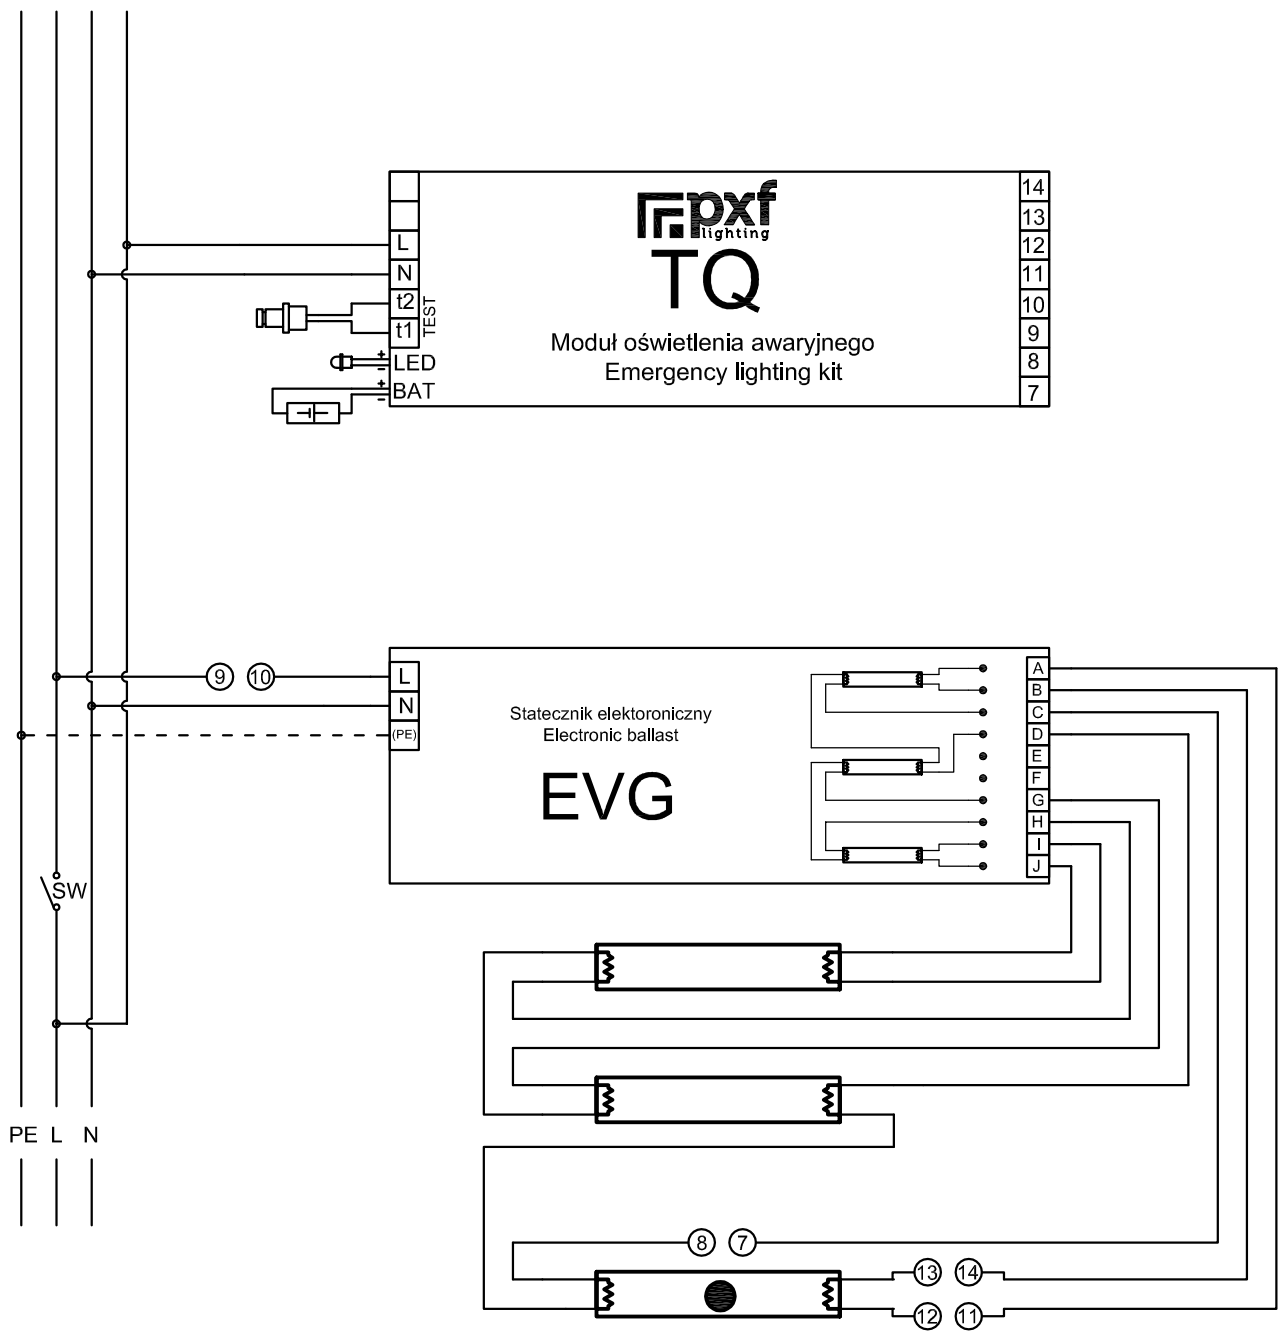 pxf
lighting
TQ
Moduł oświetlenia awaryjnego
Emergency lighting kit
L
N
t2
t1
TEST
+
-
LED
+
-
BAT
14
13
12
11
10
9
8
7
9 10
L
N
(PE)
Statecznik elektoroniczny
Electronic ballast
EVG
A
B
C
D
E
F
G
H
I
J
SW
PE L N
8 7
13 14
12 11